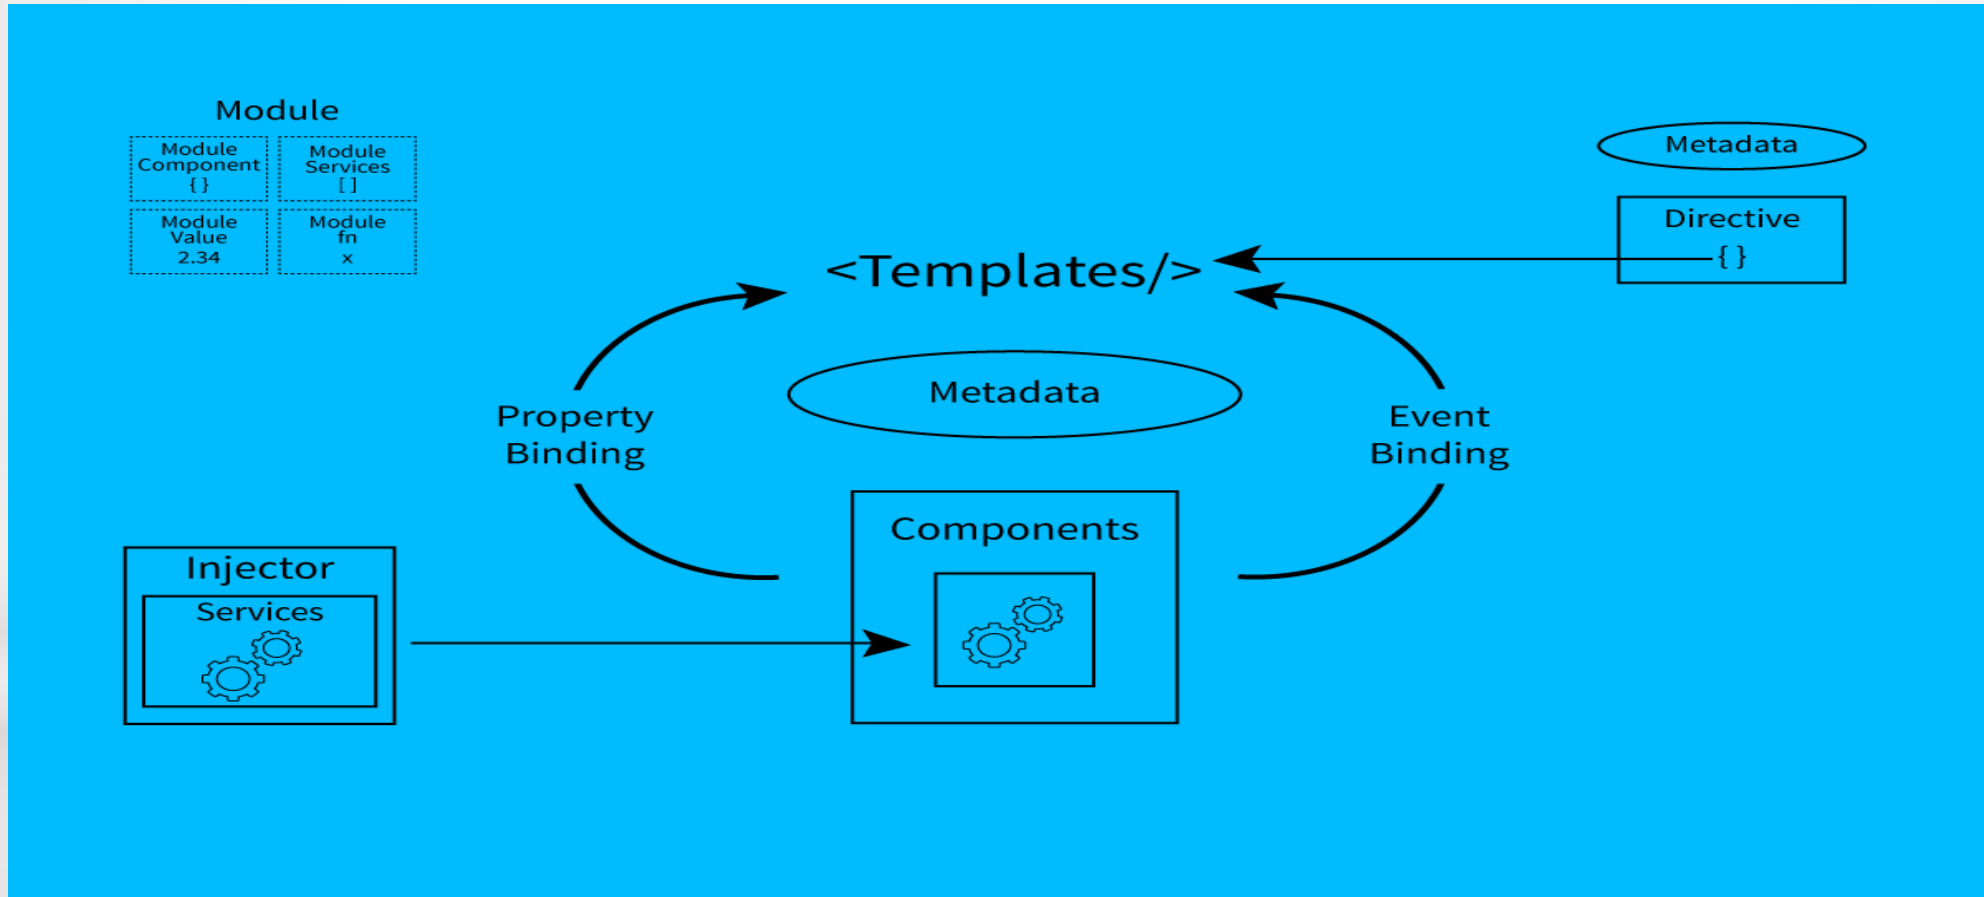 Module
Module
Component
{ }
Module
Services
[ ]
Module
Value
2.34
Module
fn
x
Metadata
Directive
{ }
<Templates/>
Metadata
Property
Binding
Event
Binding
Components
Injector
Services